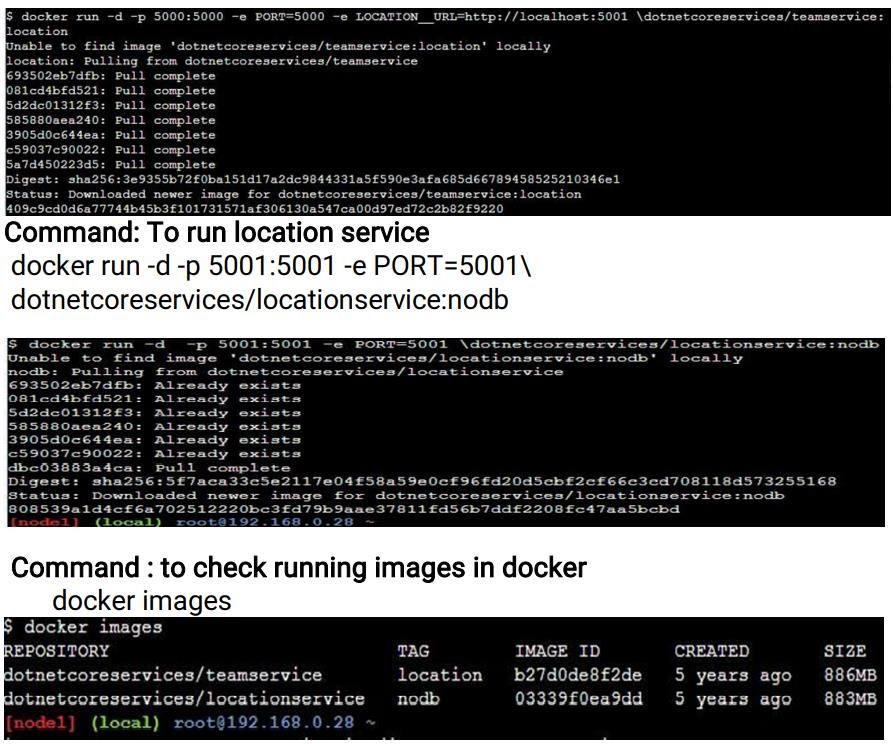 $ docker run -d -p 5000:5000 -e PORT=5000 -e LOCATION__URL=http://localhost:5001 \dotnetcoreservices/teamservice:
location
Unable to find image 'dotnetcoreservices/teamservice:location' locally
location: Pulling from dotnetcoreservices/teamservice
693502eb7dfb: Pull complete
081cd4bfd521: Pull complete
5d2dc01312f3: Pull complete
585880aea240: Pull complete
3905d0c644ea: Pull complete
c59037c90022: Pull complete
5a7d450223d5: Pull complete
Digest: sha256:3e9355b72f0ba151d17a2dc9844331a5f590e3afa685d66789458525210346e1
Status: Downloaded newer image for dotnetcoreservices/teamservice:location
409c9cd0d6a77744b45b3f101731571af306130a547ca00d97ed72c2b82f9220
Command: To run location service
docker run -d -p 5001:5001 -e PORT=5001\
dotnetcoreservices/locationservice:nodb
$ docker run -d -p 5001:5001 -e PORT=5001 \dotnetcoreservices/locationservice:nodb
Unable to find image 'dotnetcoreservices/locationservice:nodb' locally
nodb: Pulling from dotnetcoreservices/locationservice
693502eb7dfb: Already exists
081cd4bfd521: Already exists
5d2dc01312f3: Already exists
585880aea240: Already exists
3905d0c644ea: Already exists
c59037c90022: Already exists
dbc03883a4ca: Pull complete
Digest: sha256:5f7aca33c5e2117e04f58a59e0cf96fd20d5cbf2cf66c3cd708118d573255168
Status: Downloaded newer image for dotnetcoreservices/locationservice:nodb
808539a1d4cf6a702512220bc3fd79b9aae37811fd56b7ddf2208fc47aa5bcbd
[node1] (local) root@192.168.0.28 ~
Command : to check running images in docker
docker images
$ docker images
REPOSITORY TAG IMAGE ID CREATED SIZE
dotnetcoreservices/teamservice location b27d0de8f2de 5 years ago 886MB
dotnetcoreservices/locationservice nodb 03339f0ea9dd 5 years ago 883MB
[node1] (local) root@192.168.0.28 ~